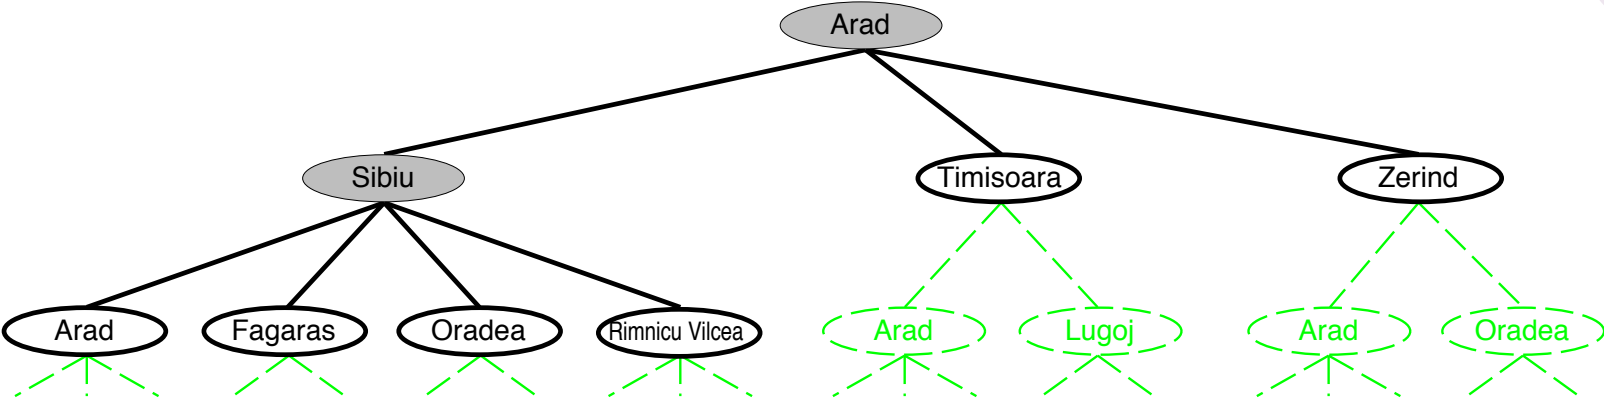 Arad
Sibiu
Timisoara
Zerind
Arad
Fagaras
Oradea
Rimnicu Vilcea
Arad
Lugoj
Arad
Oradea